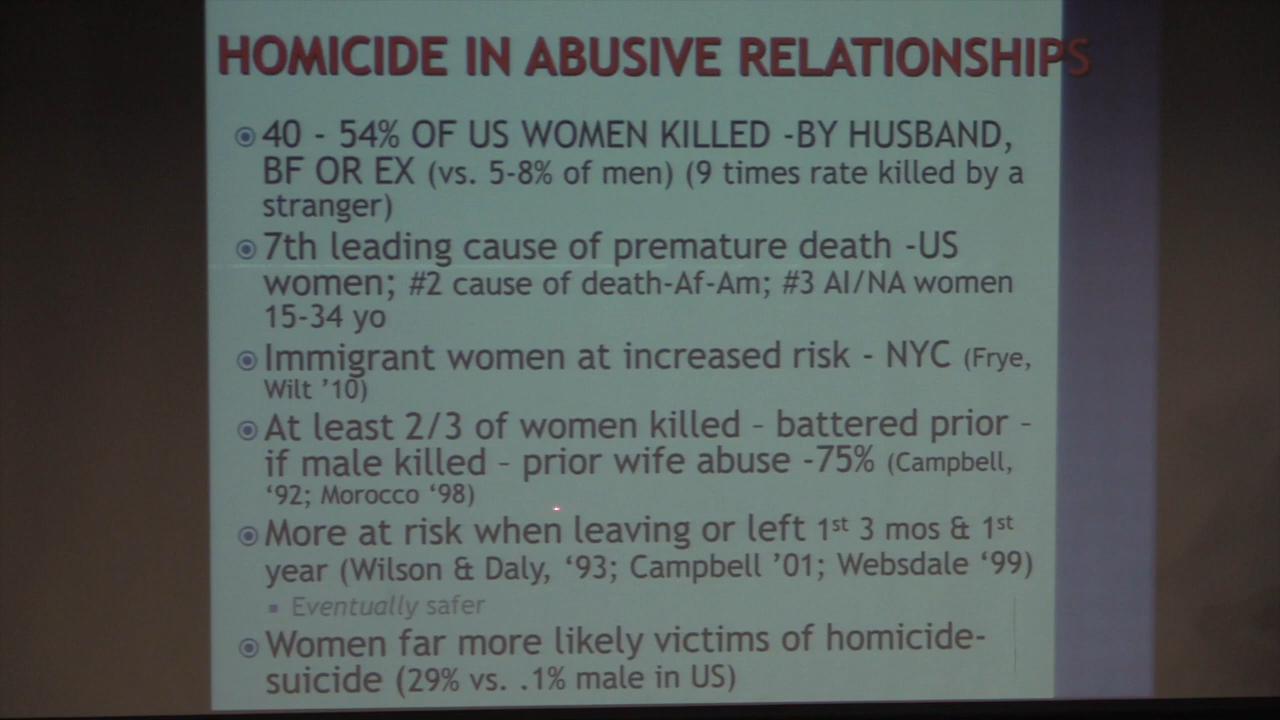 HOMICIDE IN ABUSIVE RELATIONSHIPS
40 - 54% OF US WOMEN KILLED -BY HUSBAND,
BF OR EX (vs. 5-8% of men) (9 times rate killed by a
stranger)
7th leading cause of premature death -US
women; #2 cause of death-Af-Am; #3 AI/NA women
15-34 yo
Immigrant women at increased risk - NYC (Frye,
Wilt ’10)
At least 2/3 of women killed – battered prior –
if male killed – prior wife abuse -75% (Campbell,
‘92; Morocco ‘98)
More at risk when leaving or left 1st 3 mos & 1st
year (Wilson & Daly, ‘93; Campbell ’01; Websdale ‘99)
Eventually safer
Women far more likely victims of homicide-
suicide (29% vs. .1% male in US)